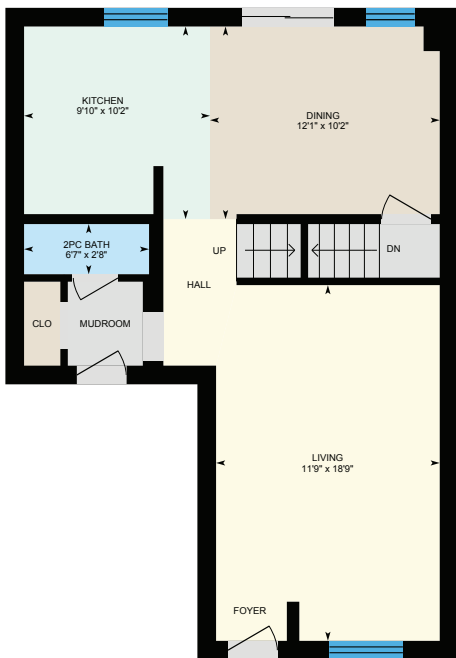 KITCHEN
9'10" x 10'2"
DINING
12'1" x 10'2"
2PC BATH
6'7" x 2'8"
UP
DN
HALL
CLO
MUDROOM
LIVING
11'9" x 18'9"
FOYER